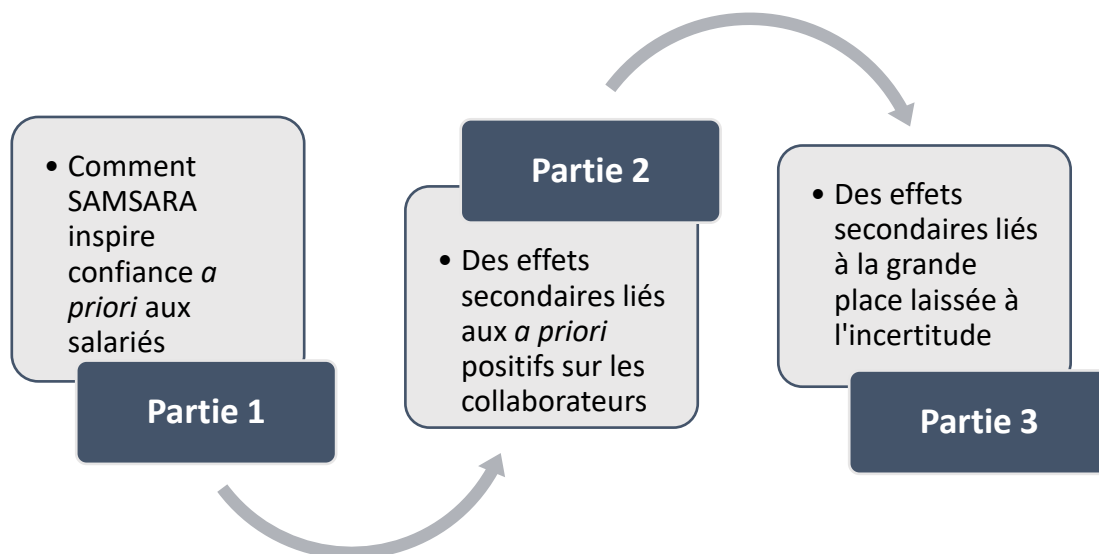 • Comment
SAMSARA
inspire
confiance a
priori aux
salariés
Partie 1
Partie 2
• Des effets
secondaires liés
aux a priori
positifs sur les
collaborateurs
• Des effets
secondaires liés
à la grande
place laissée à
l'incertitude
Partie 3